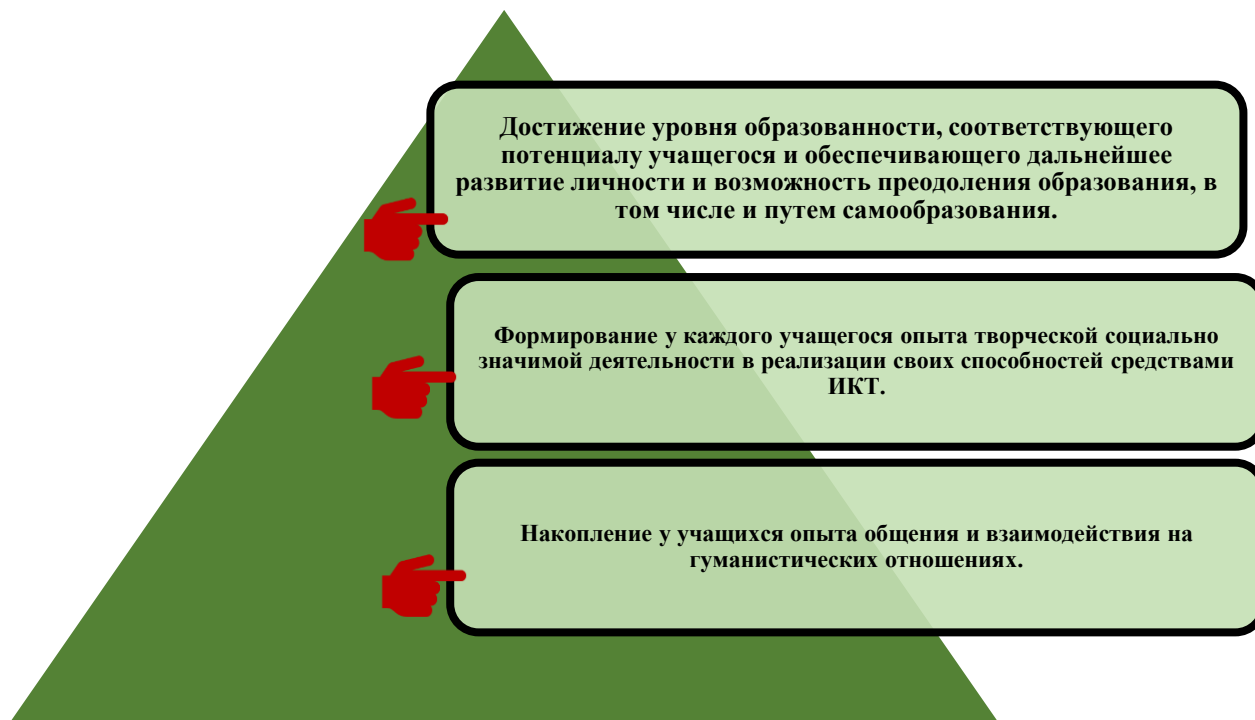 Достижение уровня образованности, соответствующего
потенциалу учащегося и обеспечивающего дальнейшее
развитие личности и возможность преодоления образования, в
том числе и путем самообразования.
Формирование у каждого учащегося опыта творческой социально
значимой деятельности в реализации своих способностей средствами
ИКТ.
Накопление у учащихся опыта общения и взаимодействия на
гуманистических отношениях.